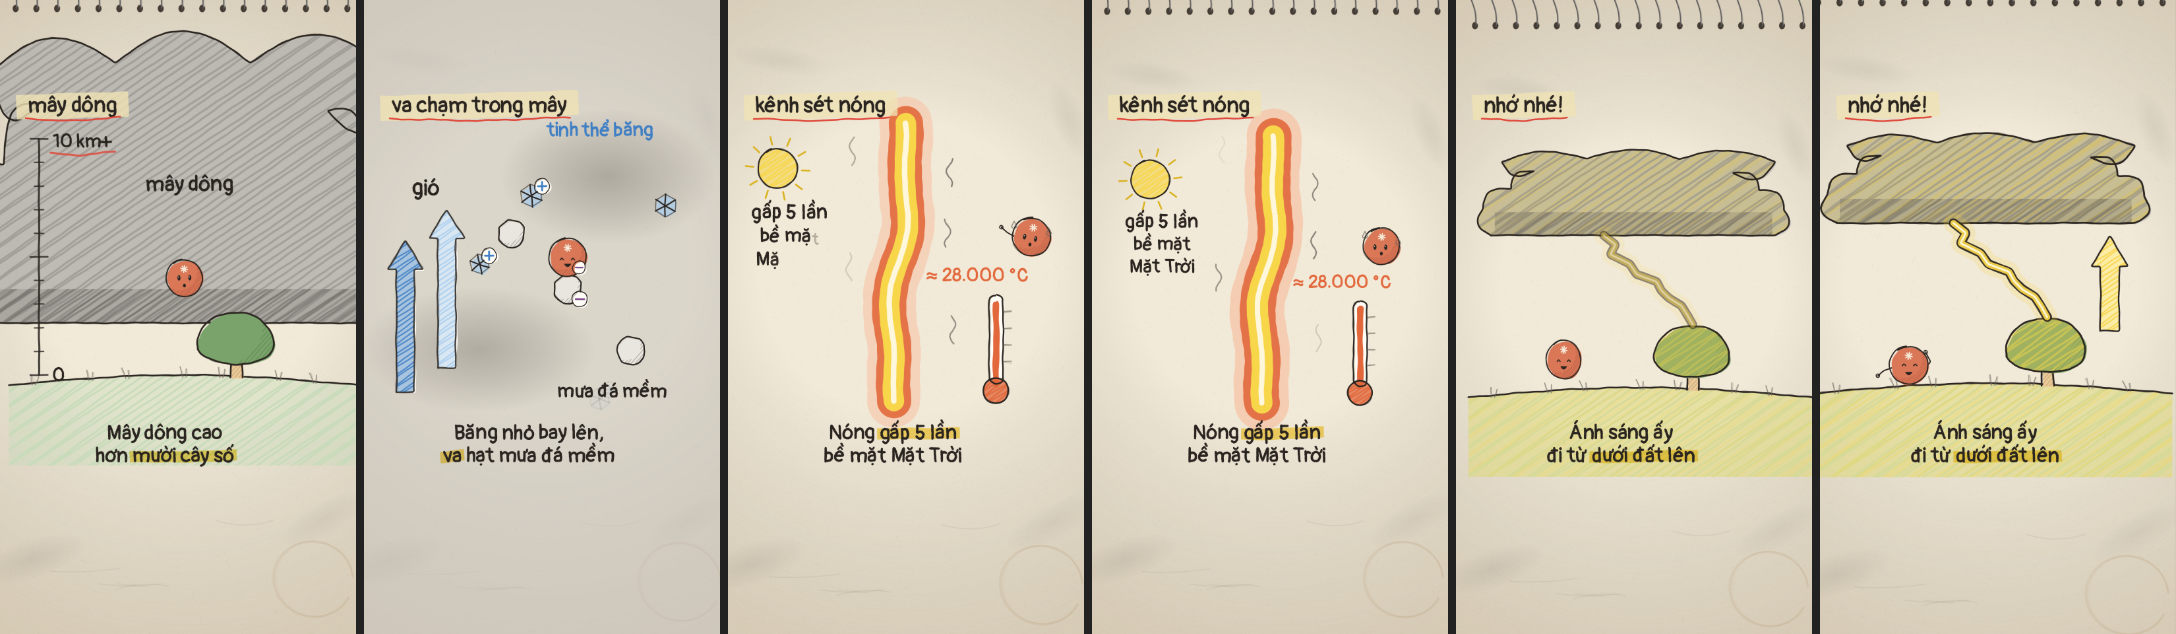 mây dông
10 km+
mây dông
0
Mây dông cao
hơn mười cây số
va chạm trong mây
tinh thể băng
gió
mưa đá mềm
Băng nhỏ bay lên,
va hạt mưa đá mềm
kênh sét nóng
gấp 5 lần
bề mặt
Mặ
≈ 28.000 °C
Nóng gấp 5 lần
bề mặt Mặt Trời
kênh sét nóng
gấp 5 lần
bề mặt
Mặt Trời
≈ 28.000 °C
Nóng gấp 5 lần
bề mặt Mặt Trời
nhớ nhé!
Ánh sáng ấy
đi từ dưới đất lên
nhớ nhé!
Ánh sáng ấy
đi từ dưới đất lên